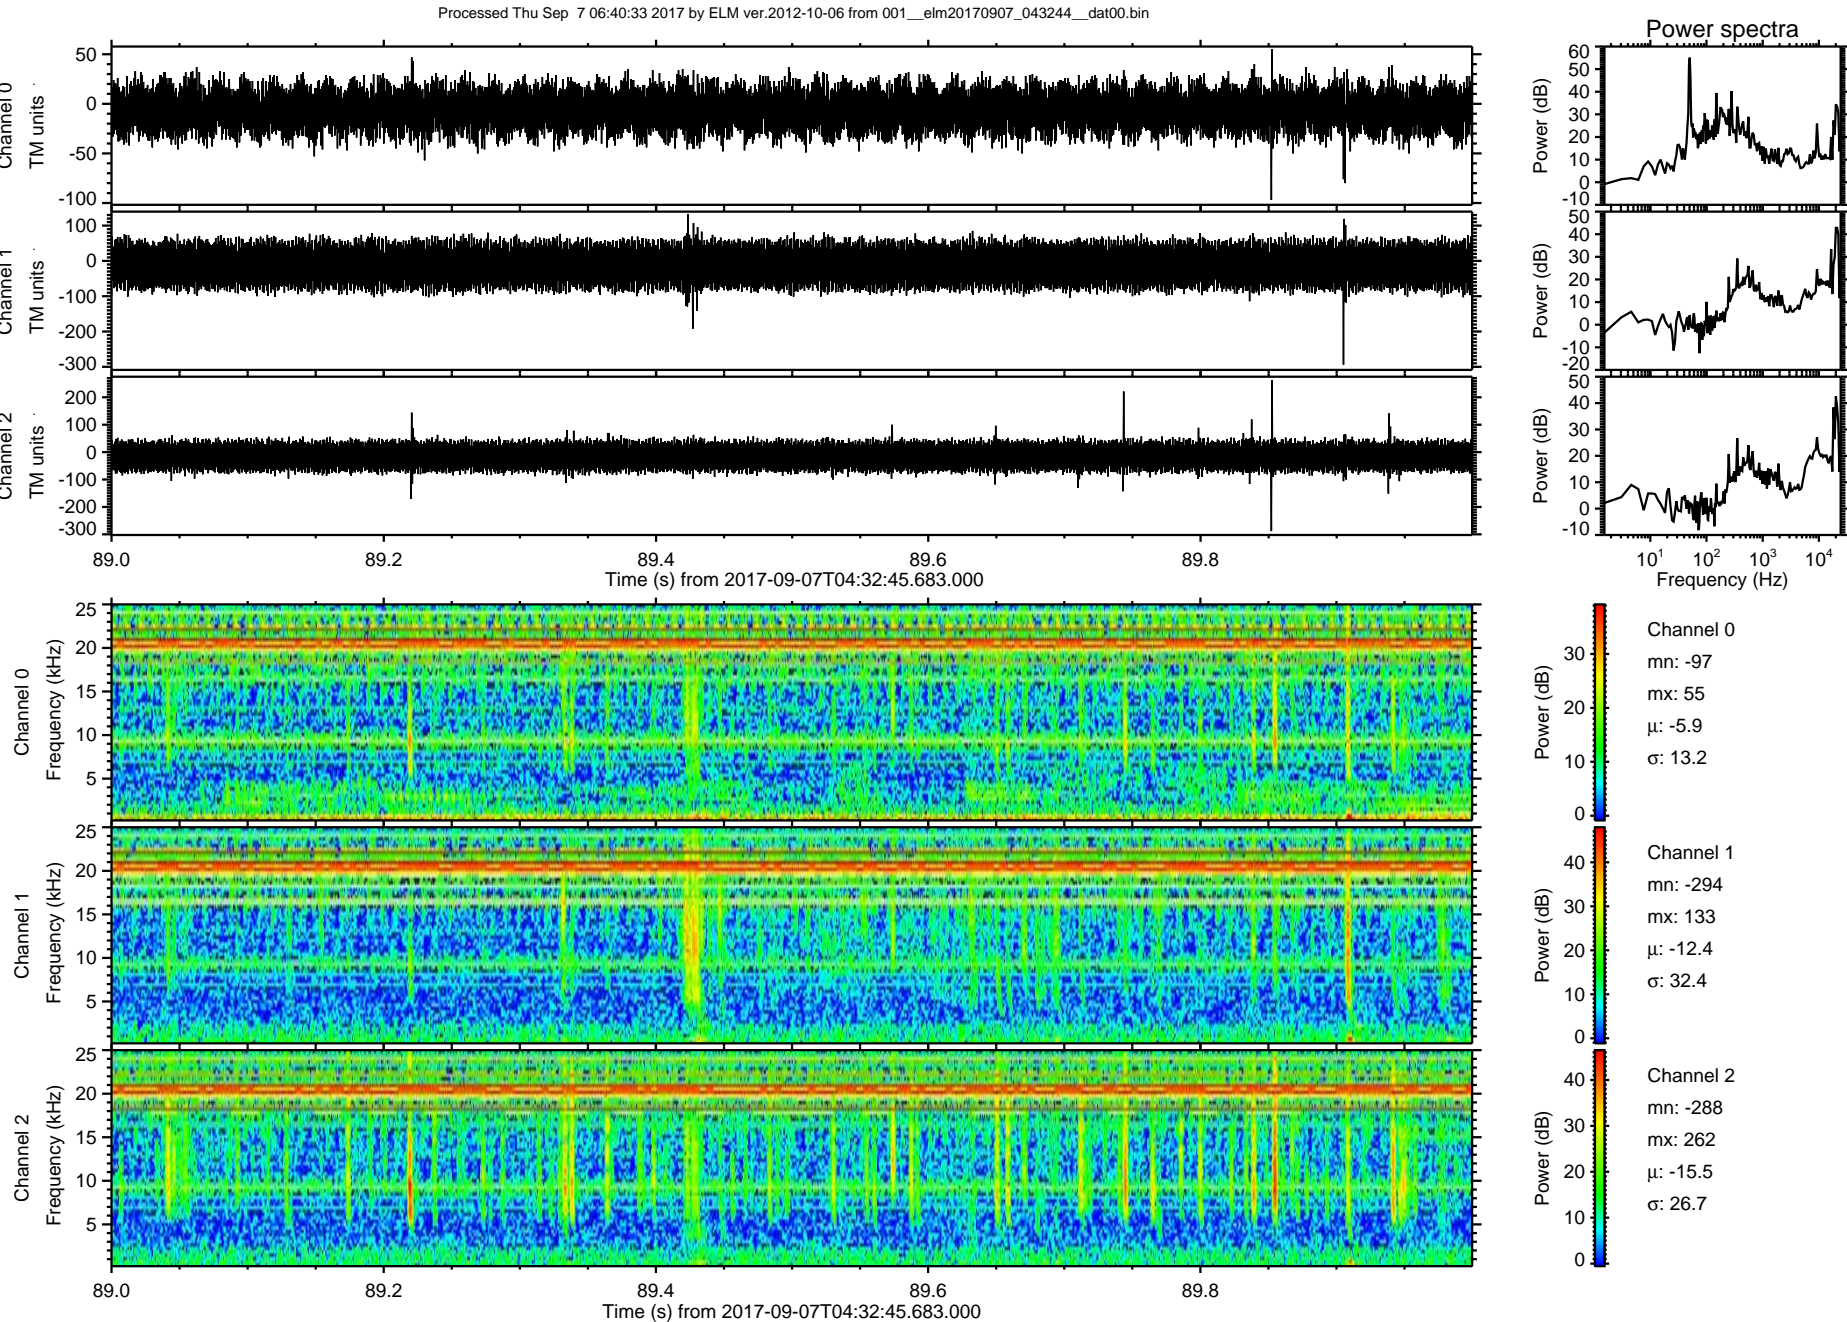 Processed Thu Sep 7 06:40:33 2017 by ELM ver.2012-10-06 from 001__elm20170907_043244__dat00.bin
Power spectra
Channel 0
TM units
50
0
-50
-100
Power (dB)
60
50
40
30
20
10
0
-10
Channel 1
TM units
100
0
-100
-200
-300
Power (dB)
50
40
30
20
10
0
-10
-20
Channel 2
TM units
200
100
0
-100
-200
-300
Power (dB)
50
40
30
20
10
0
-10
89.0 89.2 89.4 89.6 89.8
Time (s) from 2017-09-07T04:32:45.683.000
10^1 10^2 10^3 10^4
Frequency (Hz)
Channel 0
Frequency (kHz)
25
20
15
10
5
Power (dB)
30
20
10
0
Channel 0
mn: -97
mx: 55
μ: -5.9
σ: 13.2
Channel 1
Frequency (kHz)
25
20
15
10
5
Power (dB)
40
30
20
10
0
Channel 1
mn: -294
mx: 133
μ: -12.4
σ: 32.4
Channel 2
Frequency (kHz)
25
20
15
10
5
Power (dB)
40
30
20
10
0
Channel 2
mn: -288
mx: 262
μ: -15.5
σ: 26.7
89.0 89.2 89.4 89.6 89.8
Time (s) from 2017-09-07T04:32:45.683.000